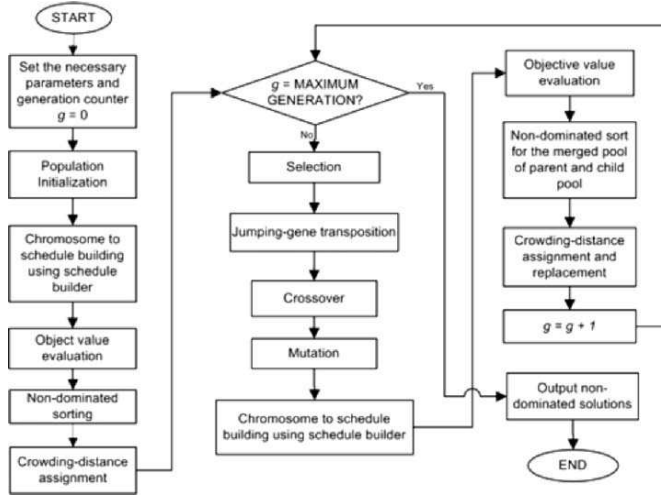 START
Set the necessary
parameters and
generation counter
g = 0
Population
Initialization
Chromosome to
schedule building
using schedule
builder
Object value
evaluation
Non-dominated
sorting
Crowding-distance
assignment
g = MAXIMUM
GENERATION?
Yes
No
Selection
Jumping-gene transposition
Crossover
Mutation
Chromosome to schedule
building using schedule builder
Objective value
evaluation
Non-dominated sort
for the merged pool
of parent and child
pool
Crowding-distance
assignment and
replacement
g = g + 1
Output non-
dominated solutions
END